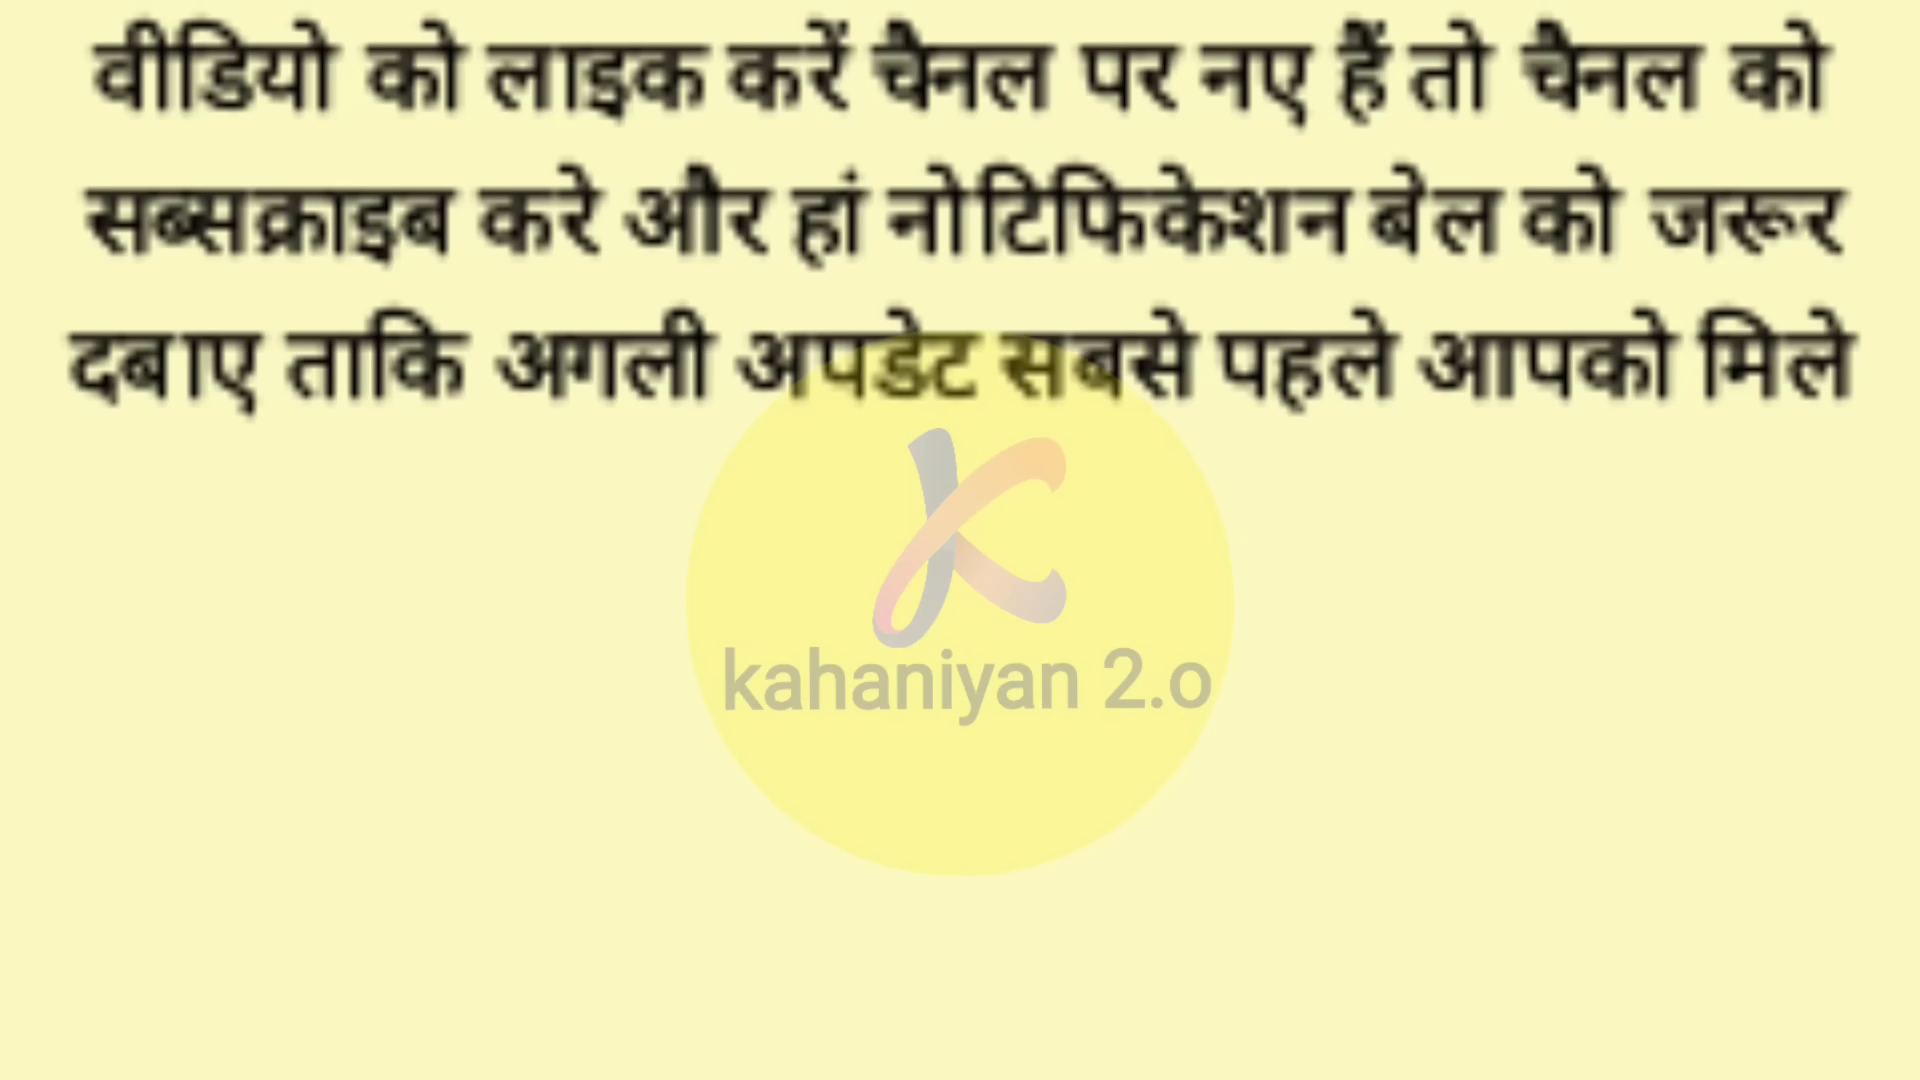 वीडियो को लाइक करें चैनल पर नए हैं तो चैनल को
सब्सक्राइब करे और हां नोटिफिकेशन बेल को जरूर
दबाए ताकि अगली अपडेट सबसे पहले आपको मिले
kahaniyan 2.o